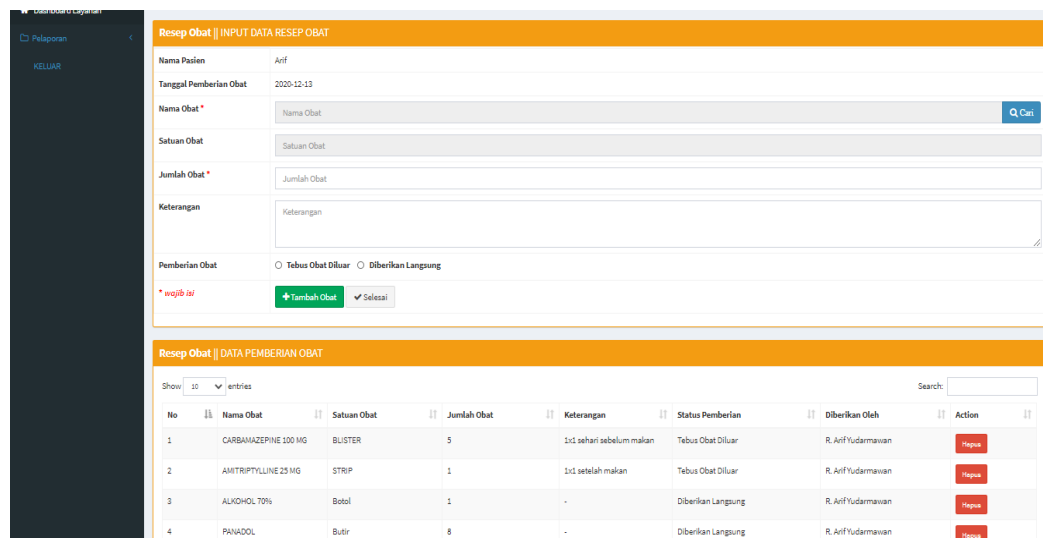 Dashboard Layanan
Pelaporan
KELUAR
Resep Obat || INPUT DATA RESEP OBAT
Nama Pasien Arif
Tanggal Pemberian Obat 2020-12-13
Nama Obat * Nama Obat Cari
Satuan Obat Satuan Obat
Jumlah Obat * Jumlah Obat
Keterangan Keterangan
Pemberian Obat Tebus Obat Diluar Diberikan Langsung
* wajib isi +Tambah Obat Selesai
Resep Obat || DATA PEMBERIAN OBAT
Show 10 entries Search:
No Nama Obat Satuan Obat Jumlah Obat Keterangan Status Pemberian Diberikan Oleh Action
1 CARBAMAZEPINE 100 MG BLISTER 5 1x1 sehari sebelum makan Tebus Obat Diluar R. Arif Yudarmawan Hapus
2 AMITRIPTYLLINE 25 MG STRIP 1 1x1 setelah makan Tebus Obat Diluar R. Arif Yudarmawan Hapus
3 ALKOHOL 70% Botol 1 - Diberikan Langsung R. Arif Yudarmawan Hapus
4 PANADOL Butir 8 - Diberikan Langsung R. Arif Yudarmawan Hapus